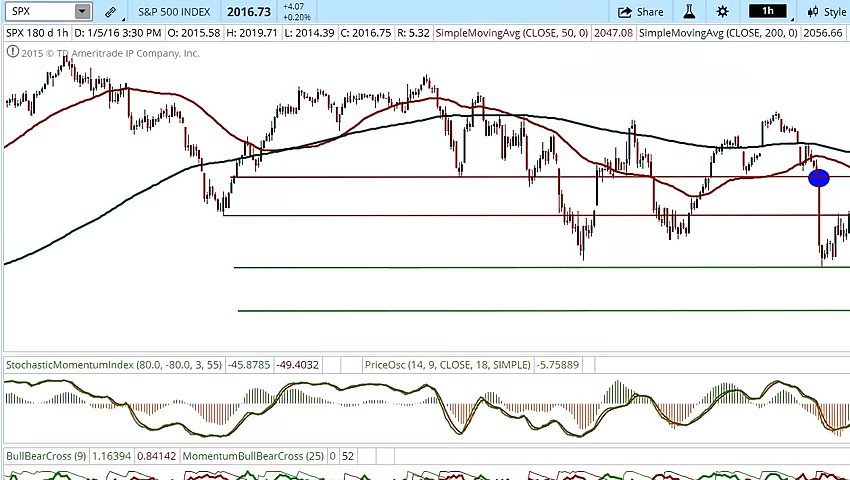 SPX S&P 500 INDEX 2016.73 +4.07 +0.20% Share 1h Style
SPX 180 d 1h D: 1/5/16 3:30 PM O: 2015.58 H: 2019.71 L: 2014.39 C: 2016.75 R: 5.32 SimpleMovingAvg (CLOSE, 50, 0) 2047.08 SimpleMovingAvg (CLOSE, 200, 0) 2056.66
2015 © TD Ameritrade IP Company, Inc.
StochasticMomentumIndex (80.0, -80.0, 3, 55) -45.8785 -49.4032 PriceOsc (14, 9, CLOSE, 18, SIMPLE) -5.75889
BullBearCross (9) 1.16394 0.84142 MomentumBullBearCross (25) 0 52